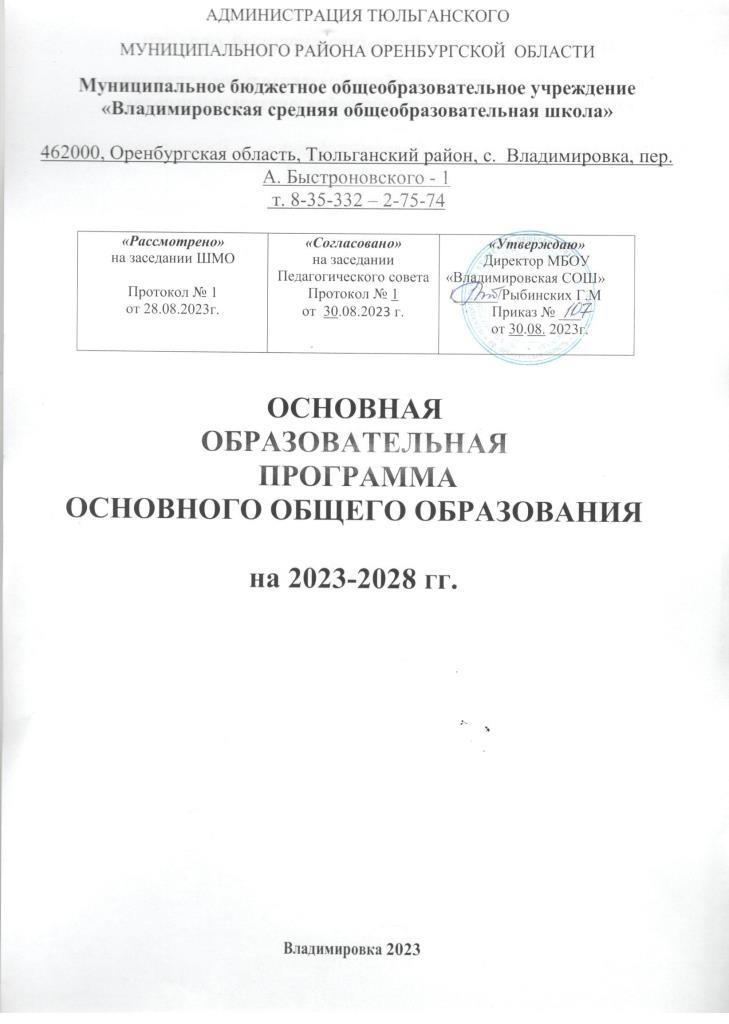 АДМИНИСТРАЦИЯ ТЮЛЬГАНСКОГО
МУНИЦИПАЛЬНОГО РАЙОНА ОРЕНБУРГСКОЙ ОБЛАСТИ
Муниципальное бюджетное общеобразовательное учреждение
«Владимировская средняя общеобразовательная школа»
462000, Оренбургская область, Тюльганский район, с. Владимировка, пер.
А. Быстроновского - 1
т. 8-35-332 – 2-75-74
«Рассмотрено»
на заседании ШМО
Протокол № 1
от 28.08.2023г.
«Согласовано»
на заседании
Педагогического совета
Протокол № 1
от 30.08.2023 г.
«Утверждаю»
Директор МБОУ
«Владимировская СОШ»
Рыбинских Г.М
Приказ № 107
от 30.08. 2023г.
ОСНОВНАЯ
ОБРАЗОВАТЕЛЬНАЯ
ПРОГРАММА
ОСНОВНОГО ОБЩЕГО ОБРАЗОВАНИЯ
на 2023-2028 гг.
Владимировка 2023